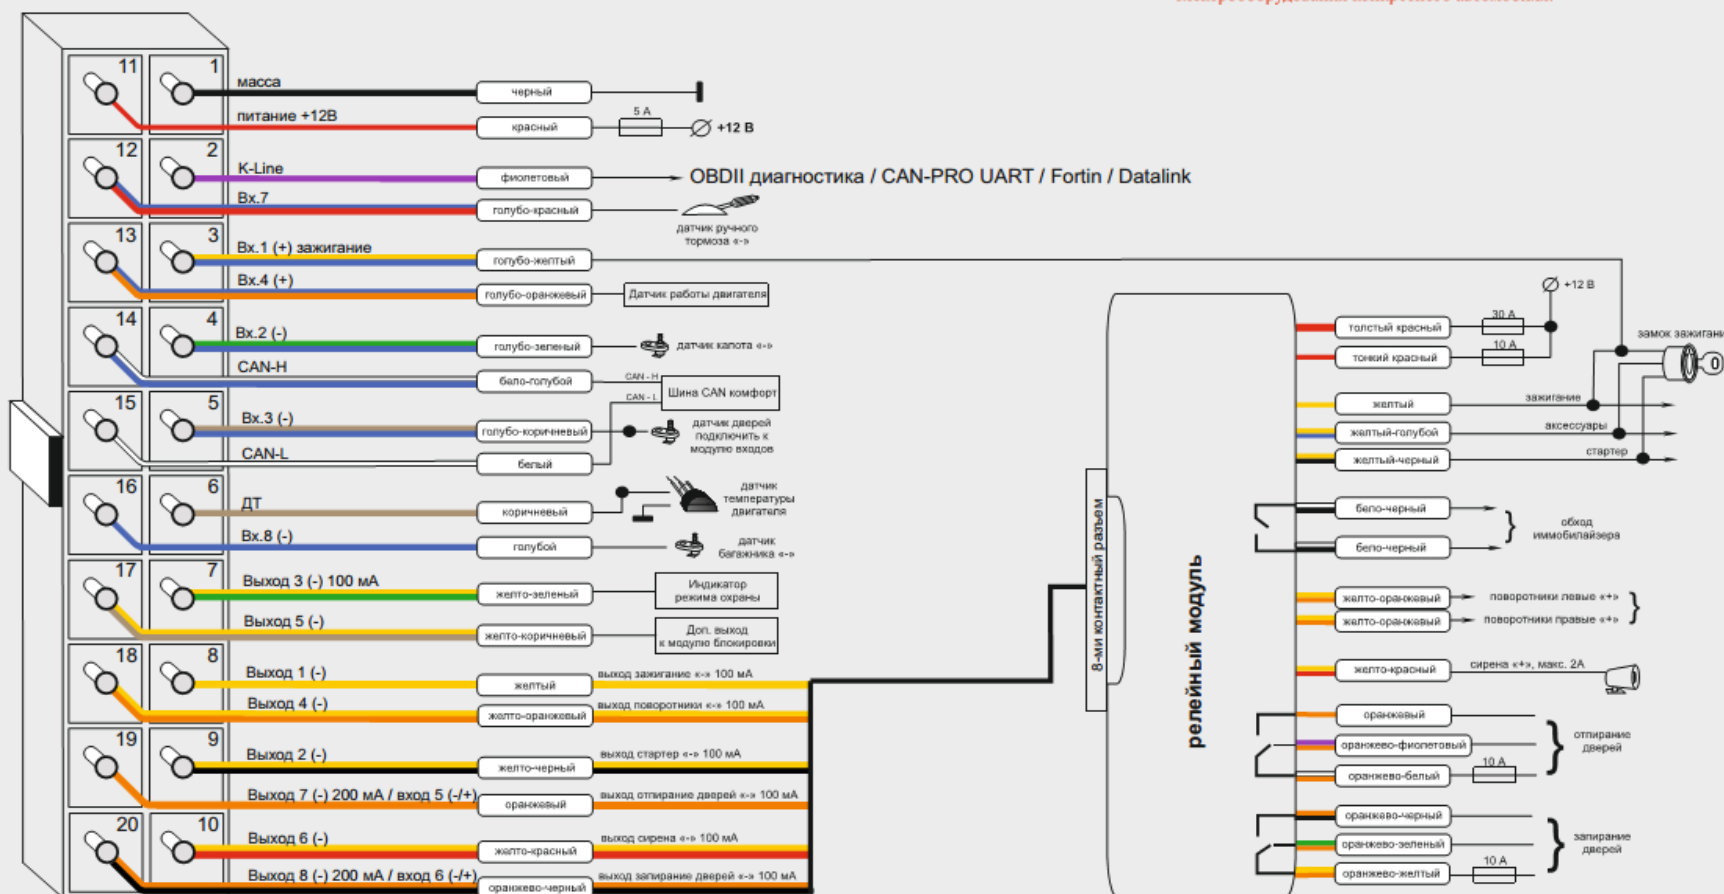 11
1
масса
черный
питание +12В
красный
5 А
+12 В
12
2
K-Line
фиолетовый
OBDII диагностика / CAN-PRO UART / Fortin / Datalink
Вх.7
голубо-красный
датчик ручного
тормоза «-»
13
3
Вх.1 (+) зажигание
голубо-желтый
Вх.4 (+)
голубо-оранжевый
Датчик работы двигателя
14
4
Вх.2 (-)
голубо-зеленый
датчик капота «-»
CAN-H
бело-голубой
CAN - H
CAN - L
Шина CAN комфорт
15
5
Вх.3 (-)
голубо-коричневый
датчик дверей
подключить к
модулю входов
CAN-L
белый
16
6
ДТ
коричневый
датчик
температуры
двигателя
Вх.8 (-)
голубой
датчик
багажника «-»
17
7
Выход 3 (-) 100 мА
желто-зеленый
Индикатор
режима охраны
Выход 5 (-)
желто-коричневый
Доп. выход
к модулю блокировки
18
8
Выход 1 (-)
желтый
выход зажигание «-» 100 мА
Выход 4 (-)
желто-оранжевый
выход поворотники «-» 100 мА
19
9
Выход 2 (-)
желто-черный
выход стартер «-» 100 мА
Выход 7 (-) 200 мА / вход 5 (-/+)
оранжевый
выход отпирание дверей «-» 100 мА
20
10
Выход 6 (-)
желто-красный
выход сирена «-» 100 мА
Выход 8 (-) 200 мА / вход 6 (-/+)
оранжево-черный
выход запирание дверей «-» 100 мА
8-ми контактный разъем
релейный модуль
+12 В
толстый красный
30 А
тонкий красный
10 А
замок зажигани
желтый
зажигание
желтый-голубой
аксессуары
желтый-черный
стартер
бело-черный
бело-черный
обход
иммобилайзера
желто-оранжевый
поворотники левые «+»
желто-оранжевый
поворотники правые «+»
желто-красный
сирена «+», макс. 2А
оранжевый
оранжево-фиолетовый
оранжево-белый
10 А
отпирание
дверей
оранжево-черный
оранжево-зеленый
оранжево-желтый
10 А
запирание
дверей